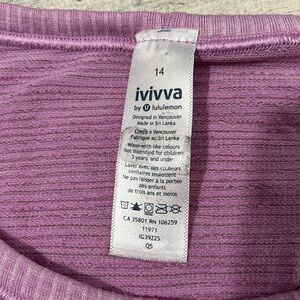 14
ivivva
by lululemon
Designed in Vancouver
Made in Sri Lanka
Conçu à Vancouver
Fabriqué au Sri Lanka
Wash with like colours
Not intended for children
3 years and under
Laver avec des couleurs
similaires seulement
Ne pas laisser à la portée
des enfants
de trois ans et moins
CA 35801 RN 106259
11971
IG3922S
Q5